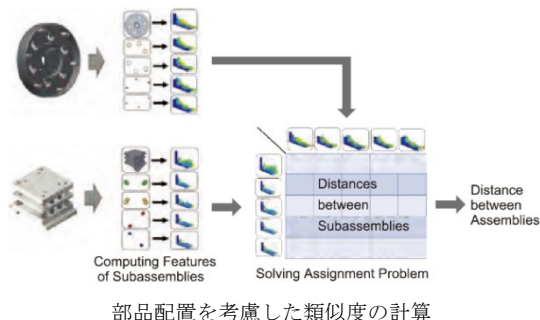 Distances
between
Subassemblies
Distance
between
Assemblies
Computing Features
of Subassemblies
Solving Assignment Problem
部品配置を考慮した類似度の計算